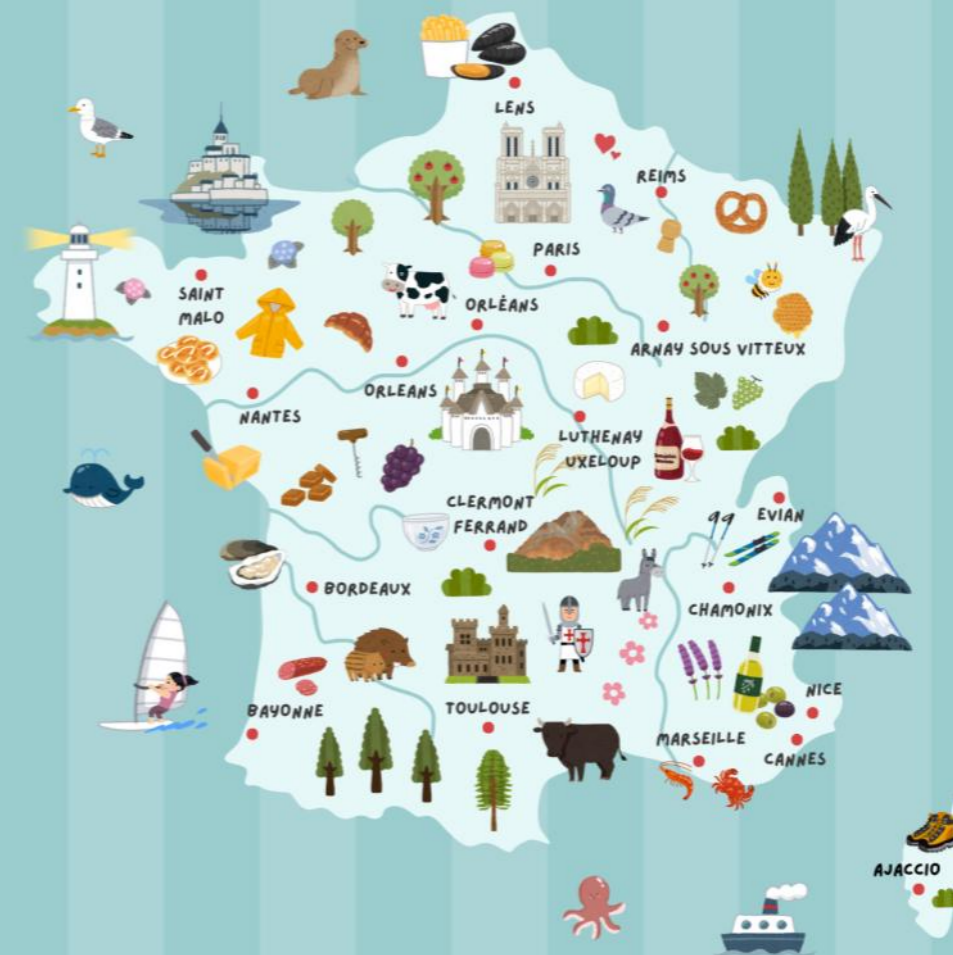 LENS
REIMS
PARIS
SAINT
MALO
ORLÉANS
ARNAY SOUS VITTEUX
ORLEANS
NANTES
LUTHENAY
UXELOUP
CLERMONT
FERRAND
EVIAN
BORDEAUX
CHAMONIX
NICE
BAYONNE
TOULOUSE
MARSEILLE
CANNES
AJACCIO